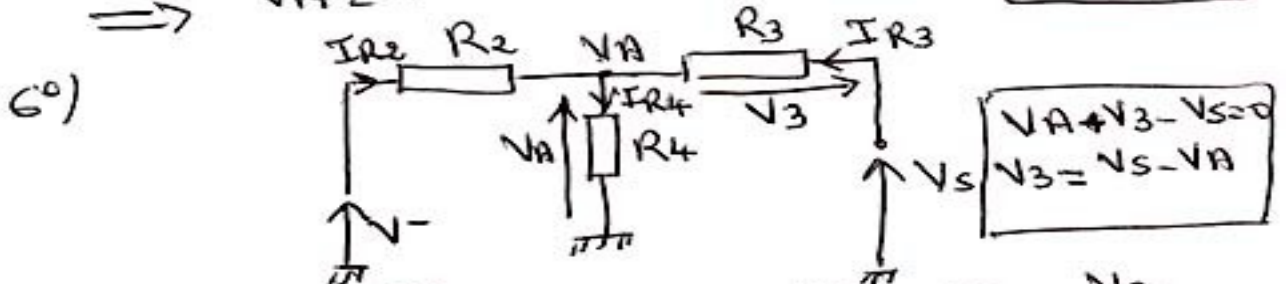 ⇒
6°)
IR2 R2 VA R3 IR3
IR4
V3
VA R4
V-
VS
VA+V3-VS=0
V3=VS-VA